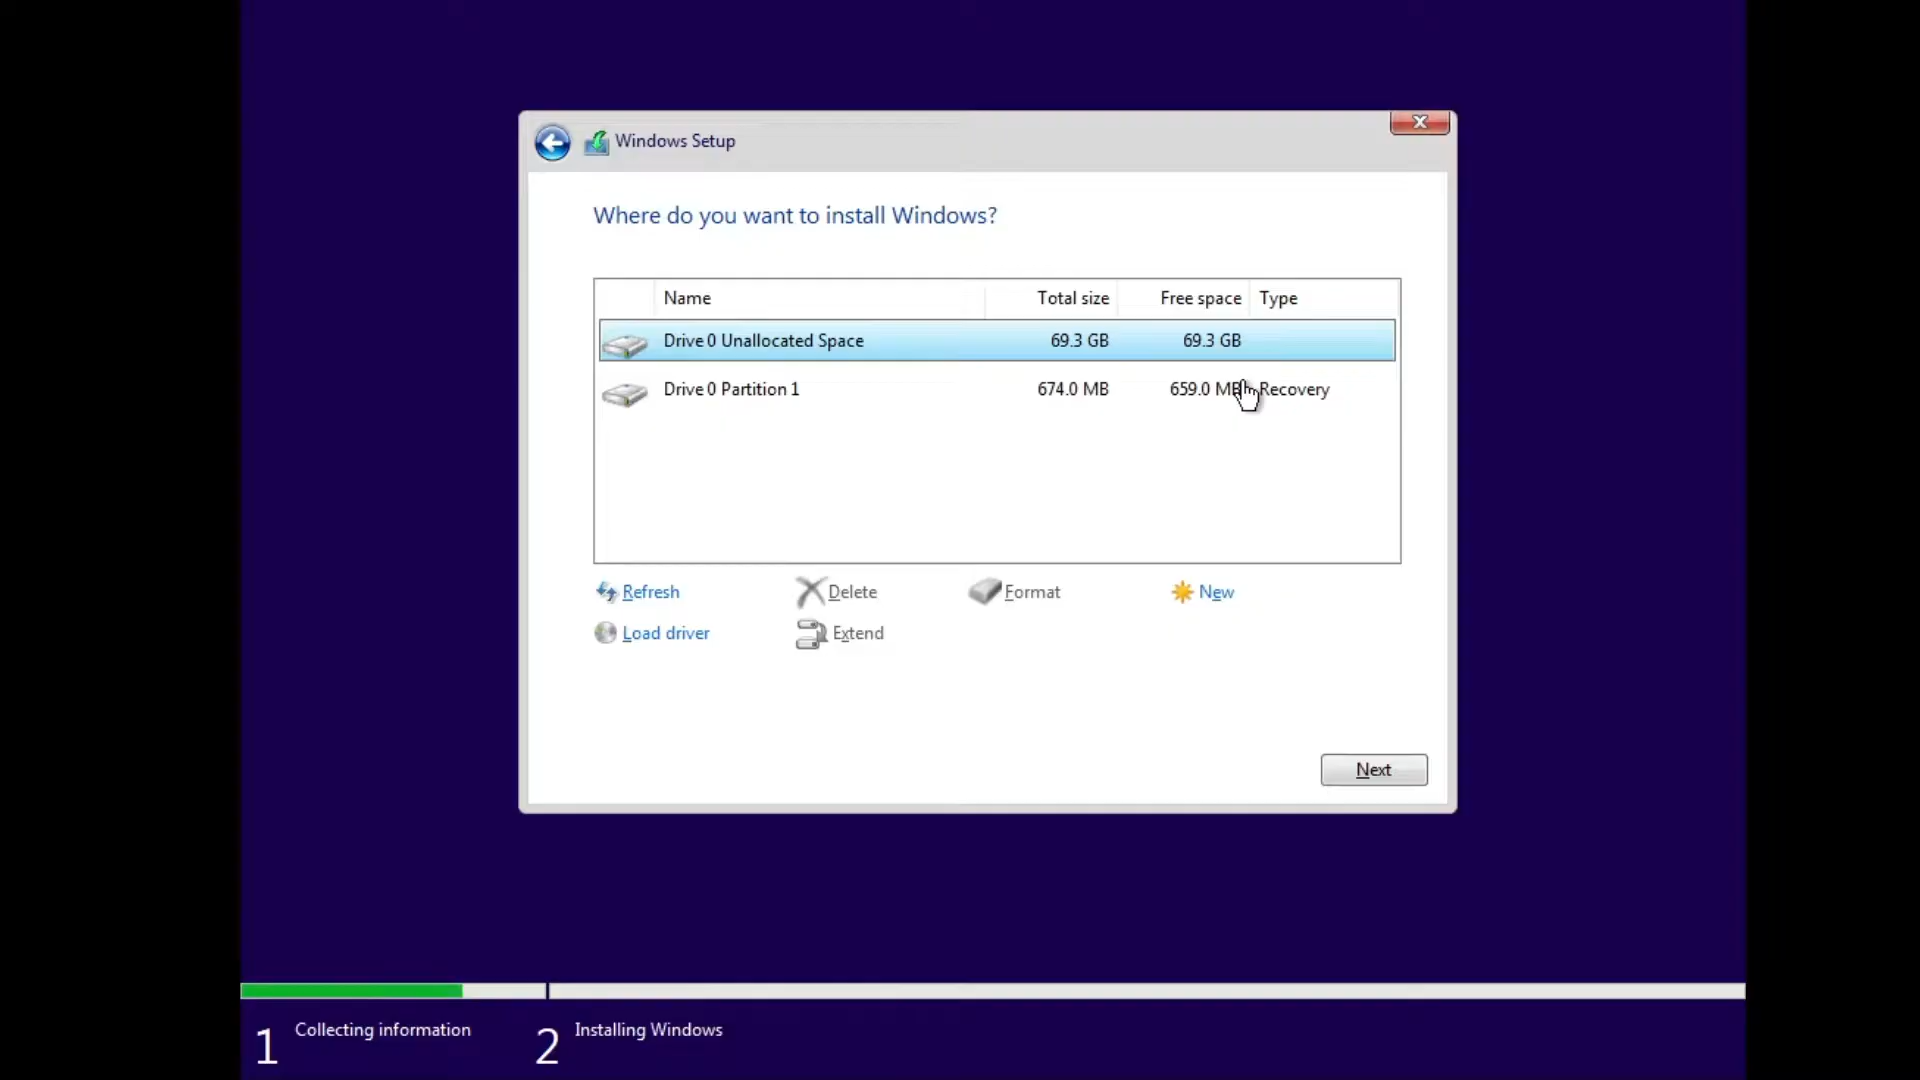 Windows Setup
Where do you want to install Windows?
Name Total size Free space Type
Drive 0 Unallocated Space 69.3 GB 69.3 GB
Drive 0 Partition 1 674.0 MB 659.0 MB Recovery
Refresh Delete Format New
Load driver Extend
Next
1 Collecting information 2 Installing Windows